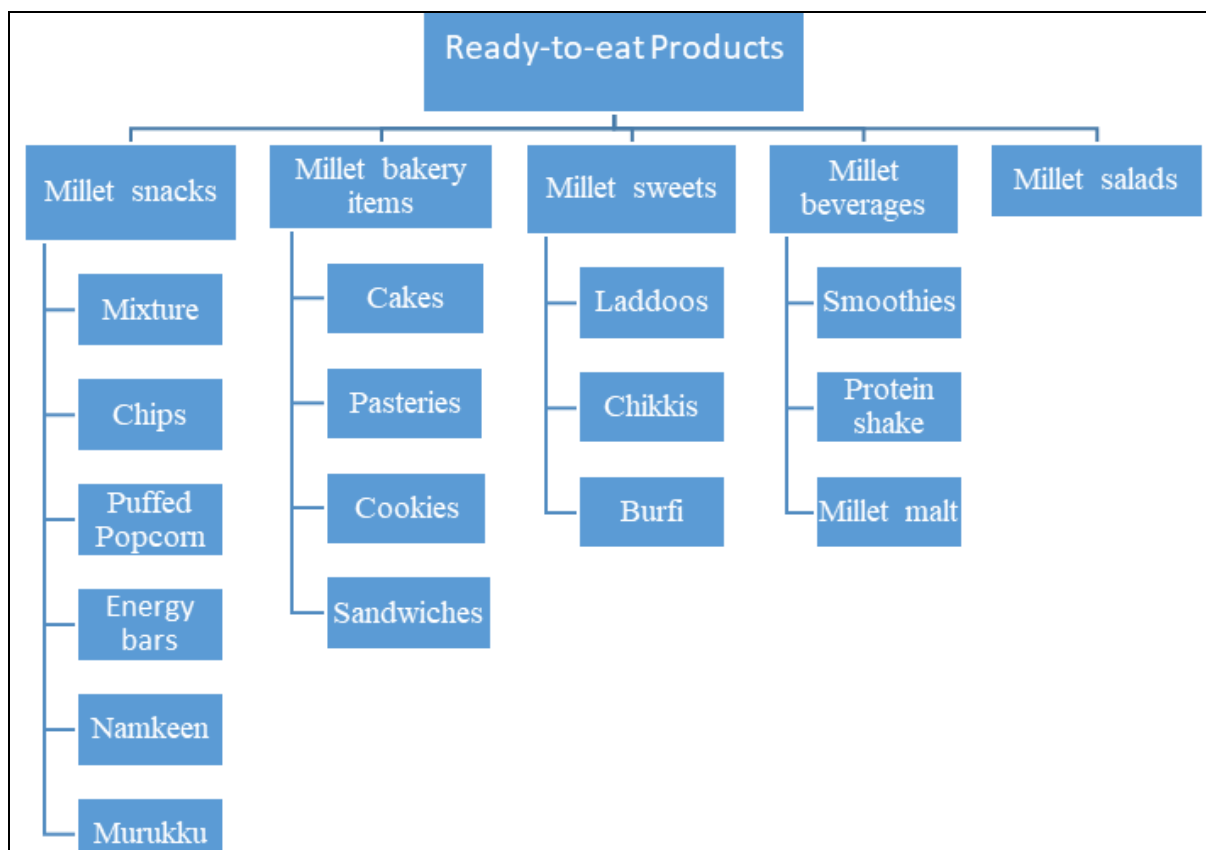 Ready-to-eat Products
Millet snacks
Mixture
Chips
Puffed
Popcorn
Energy
bars
Namkeen
Murukku
Millet bakery
items
Cakes
Pasteries
Cookies
Sandwiches
Millet sweets
Laddoos
Chikkis
Burfi
Millet
beverages
Smoothies
Protein
shake
Millet malt
Millet salads